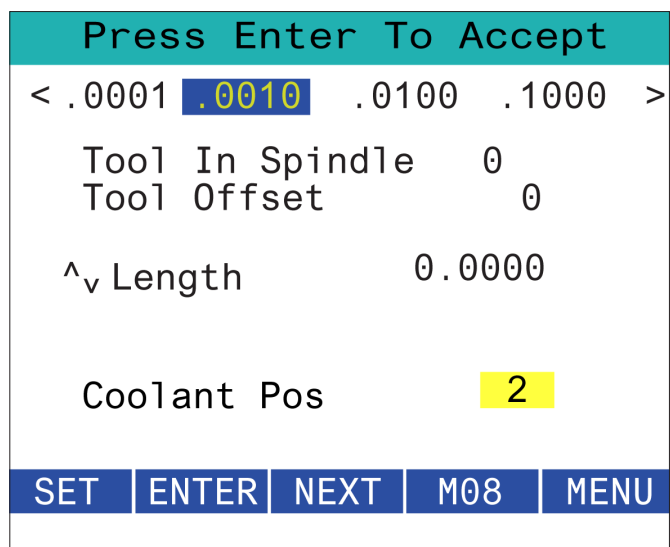 Press Enter To Accept
< .0001 .0010 .0100 .1000 >
Tool In Spindle 0
Tool Offset 0
^v Length 0.0000
Coolant Pos 2
SET ENTER NEXT M08 MENU